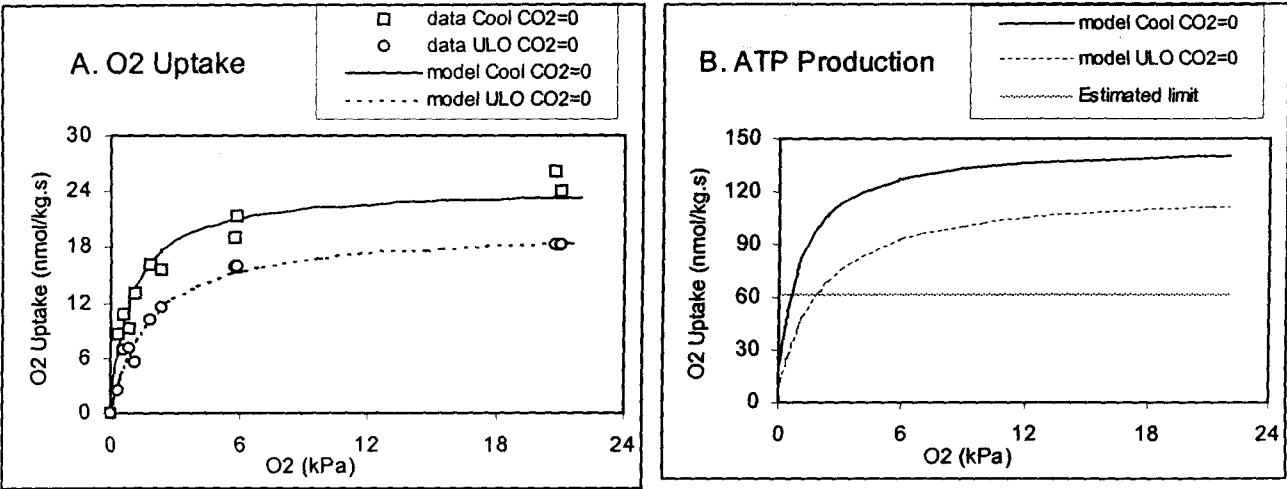 data Cool CO2=0
data ULO CO2=0
model Cool CO2=0
model ULO CO2=0
A. O2 Uptake
O2 Uptake (nmol/kg.s)
30
24
18
12
6
0
0 6 12 18 24
O2 (kPa)
model Cool CO2=0
model ULO CO2=0
Estimated limit
B. ATP Production
O2 Uptake (nmol/kg.s)
150
120
90
60
30
0
0 6 12 18 24
O2 (kPa)